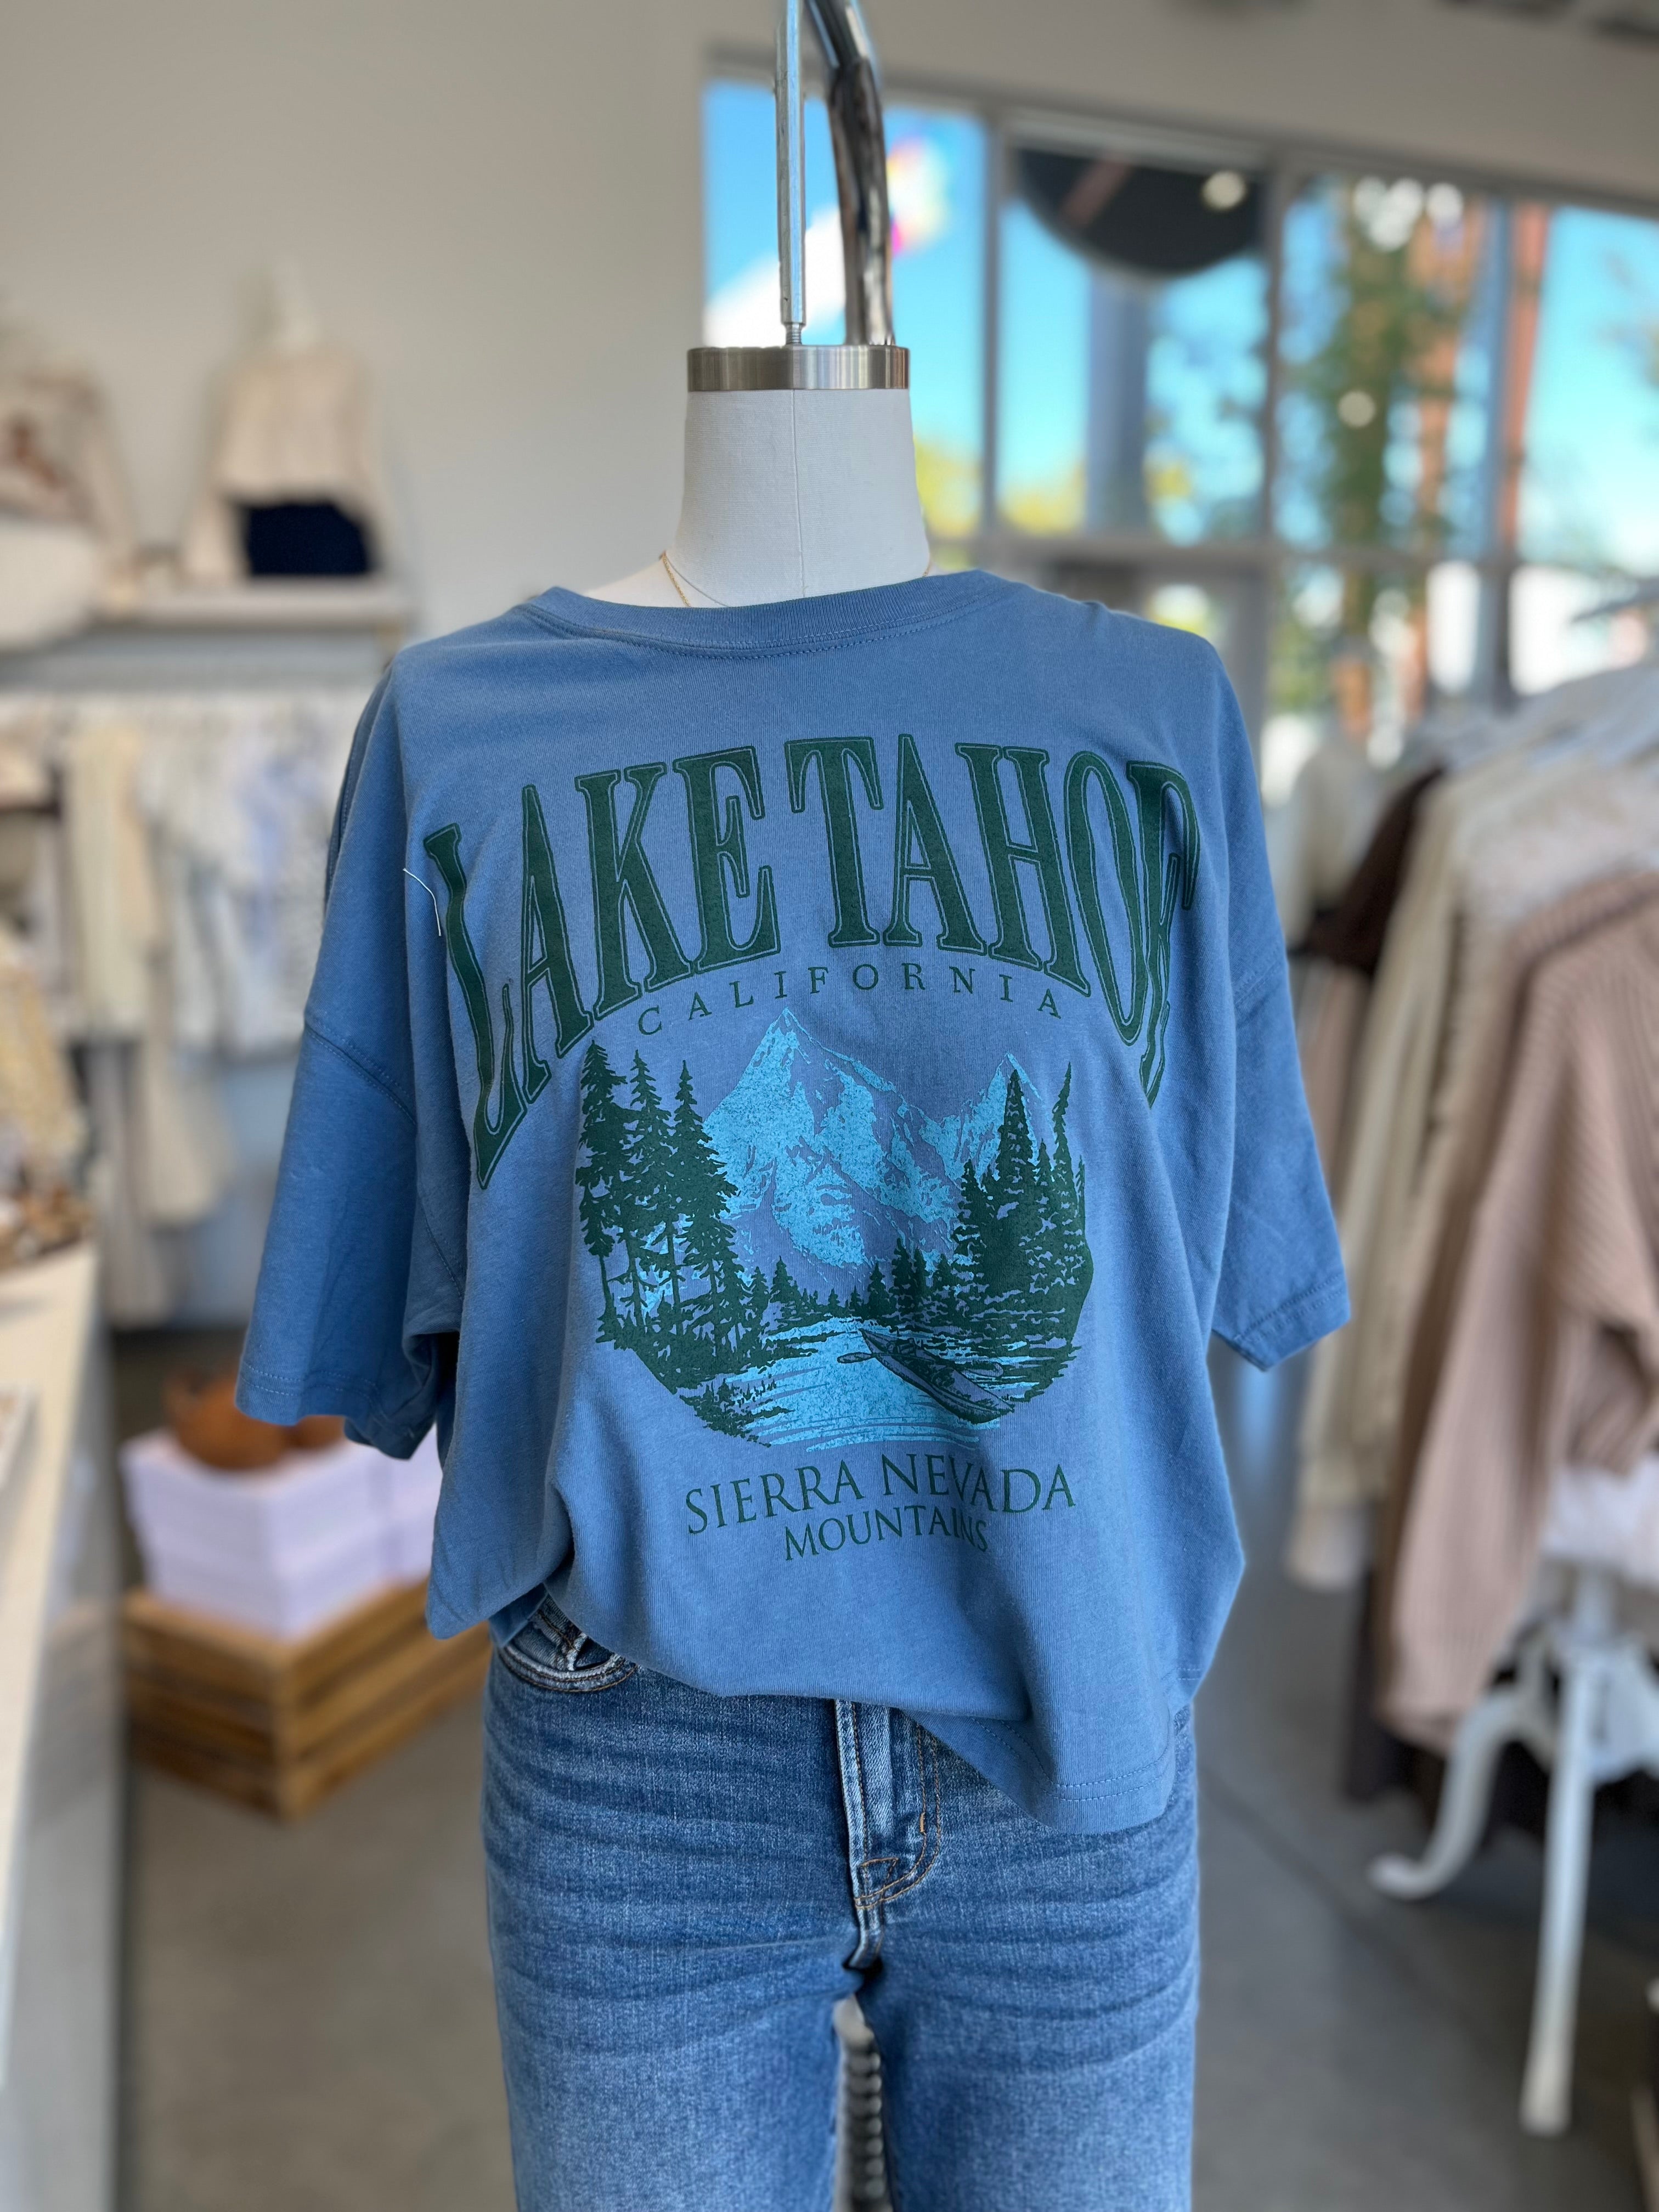 LAKE TAHOE
CALIFORNIA
SIERRA NEVADA
MOUNTAINS